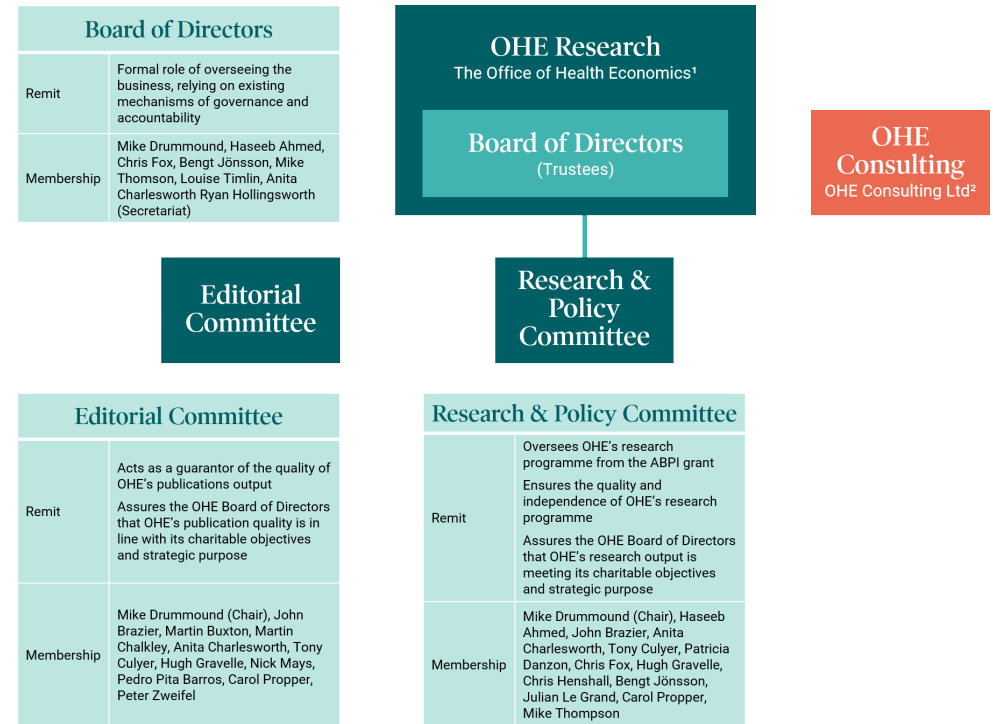 Board of Directors
Remit
Formal role of overseeing the
business, relying on existing
mechanisms of governance and
accountability
Membership
Mike Drummound, Haseeb Ahmed,
Chris Fox, Bengt Jönsson, Mike
Thomson, Louise Timlin, Anita
Charlesworth Ryan Hollingsworth
(Secretariat)
OHE Research
The Office of Health Economics¹
Board of Directors
(Trustees)
OHE
Consulting
OHE Consulting Ltd²
Editorial
Committee
Research &
Policy
Committee
Editorial Committee
Remit
Acts as a guarantor of the quality of
OHE's publications output
Assures the OHE Board of Directors
that OHE's publication quality is in
line with its charitable objectives
and strategic purpose
Membership
Mike Drummound (Chair), John
Brazier, Martin Buxton, Martin
Chalkley, Anita Charlesworth, Tony
Culyer, Hugh Gravelle, Nick Mays,
Pedro Pita Barros, Carol Propper,
Peter Zweifel
Research & Policy Committee
Remit
Oversees OHE's research
programme from the ABPI grant
Ensures the quality and
independence of OHE's research
programme
Assures the OHE Board of Directors
that OHE's research output is
meeting its charitable objectives
and strategic purpose
Membership
Mike Drummound (Chair), Haseeb
Ahmed, John Brazier, Anita
Charlesworth, Tony Culyer, Patricia
Danzon, Chris Fox, Hugh Gravelle,
Chris Henshall, Bengt Jönsson,
Julian Le Grand, Carol Propper,
Mike Thompson